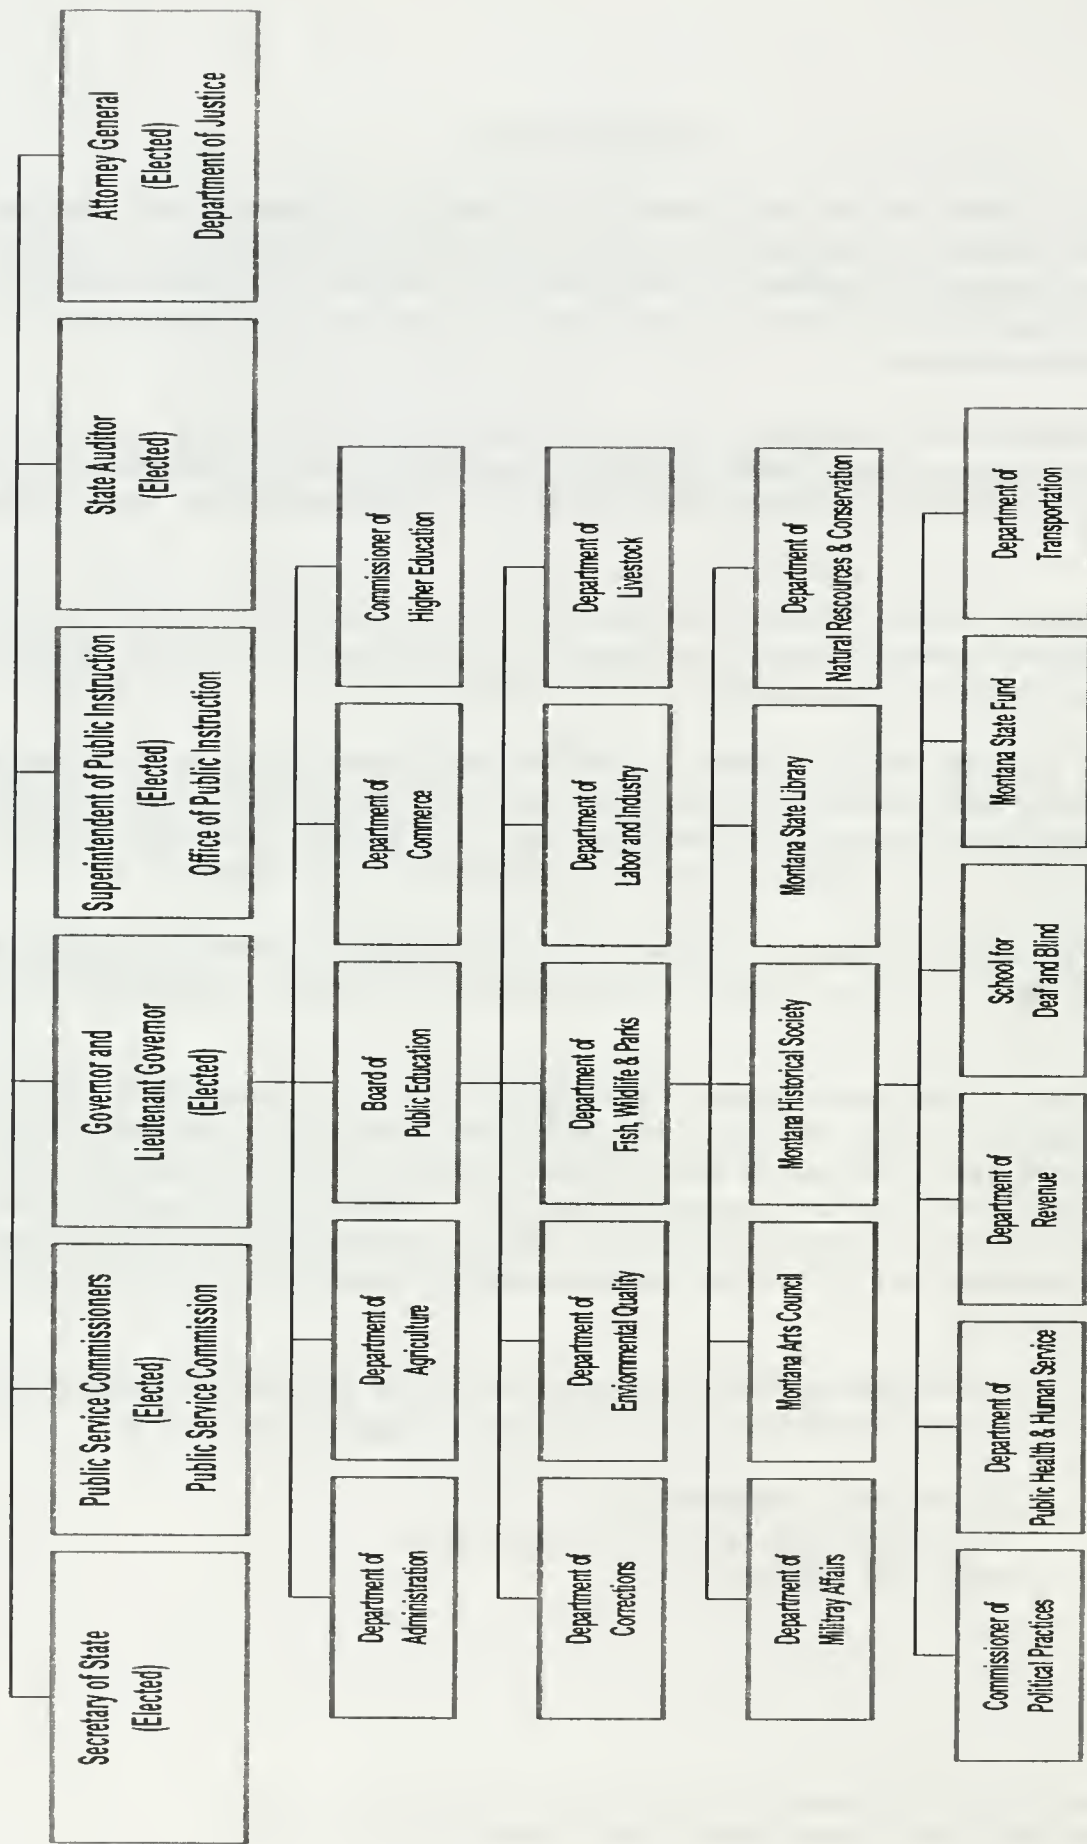 Secretary of State
(Elected)
Public Service Commissioners
(Elected)
Public Service Commission
Governor and
Lieutenant Governor
(Elected)
Superintendent of Public Instruction
(Elected)
Office of Public Instruction
State Auditor
(Elected)
Attorney General
(Elected)
Department of Justice
Department of
Administration
Department of
Agriculture
Board of
Public Education
Department of
Commerce
Commissioner of
Higher Education
Department of
Corrections
Department of
Enviornmental Quality
Department of
Fish, Wildlife & Parks
Department of
Labor and Industry
Department of
Livestock
Department of
Militray Affairs
Montana Arts Council
Montana Historical Society
Montana State Library
Department of
Natural Rescources & Conservation
Commissioner of
Political Practices
Department of
Public Health & Human Service
Department of
Revenue
School for
Deaf and Blind
Montana State Fund
Department of
Transportation